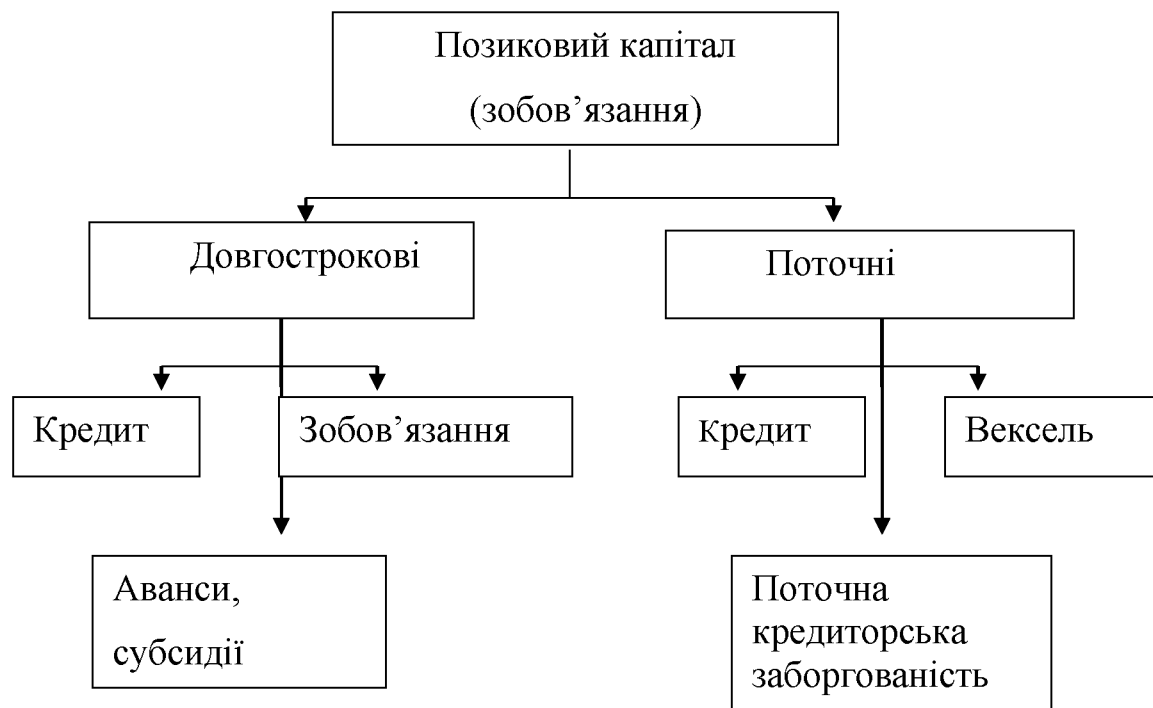 Позиковий капітал
(зобов’язання)
Довгострокові
Поточні
Кредит
Зобов’язання
Кредит
Вексель
Аванси,
субсидії
Поточна
кредиторська
заборгованість